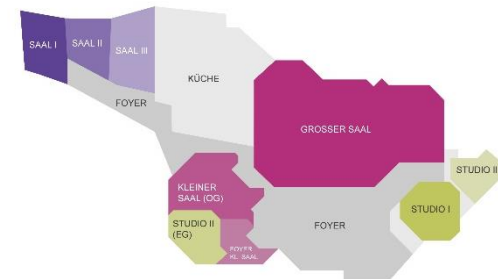 SAAL I
SAAL II
SAAL III
KÜCHE
FOYER
GROSSER SAAL
KLEINER
SAAL (OG)
STUDIO II
(EG)
FOYER
KL. SAAL
FOYER
STUDIO I
STUDIO II